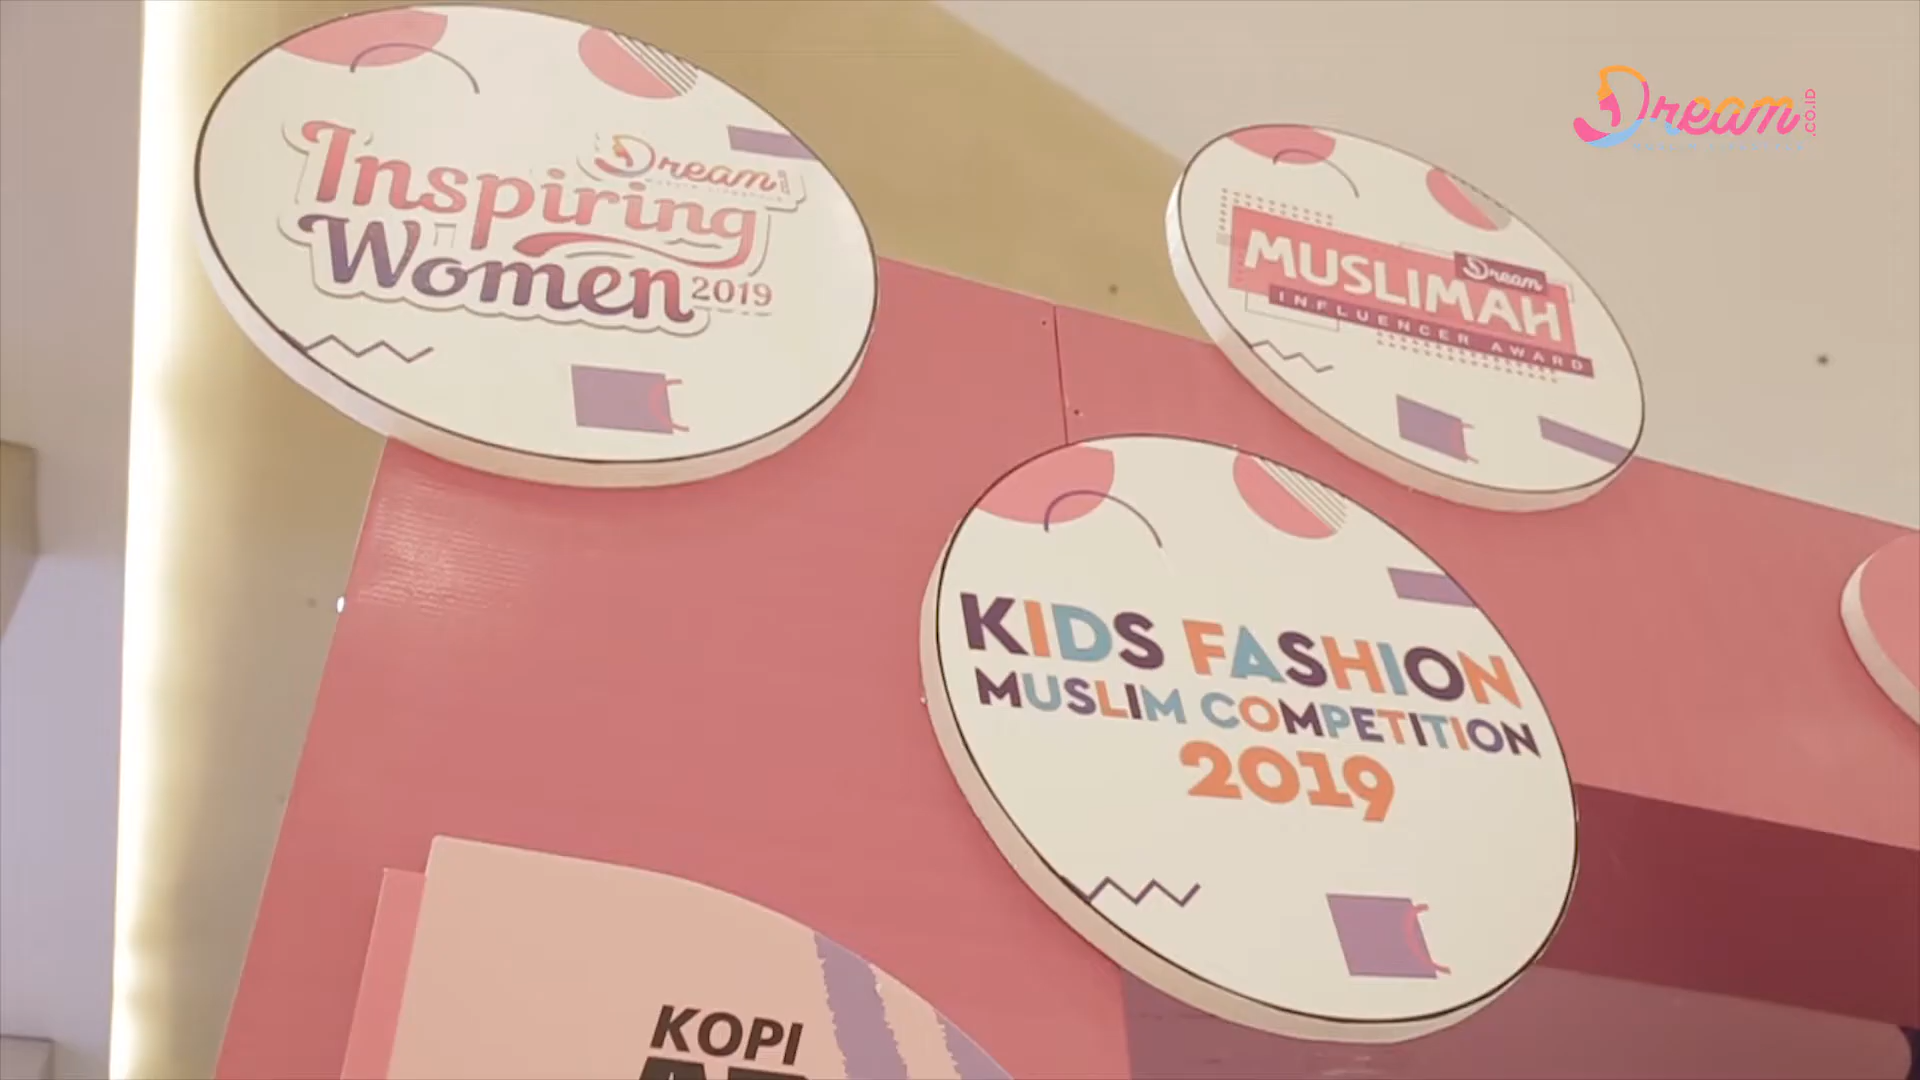 Dream
Inspiring
Women 2019
Dream
MUSLIMAH
INFLUENCER AWARD
KIDS FASHION
MUSLIM COMPETITION
2019
KOPI
Dream.CO.ID